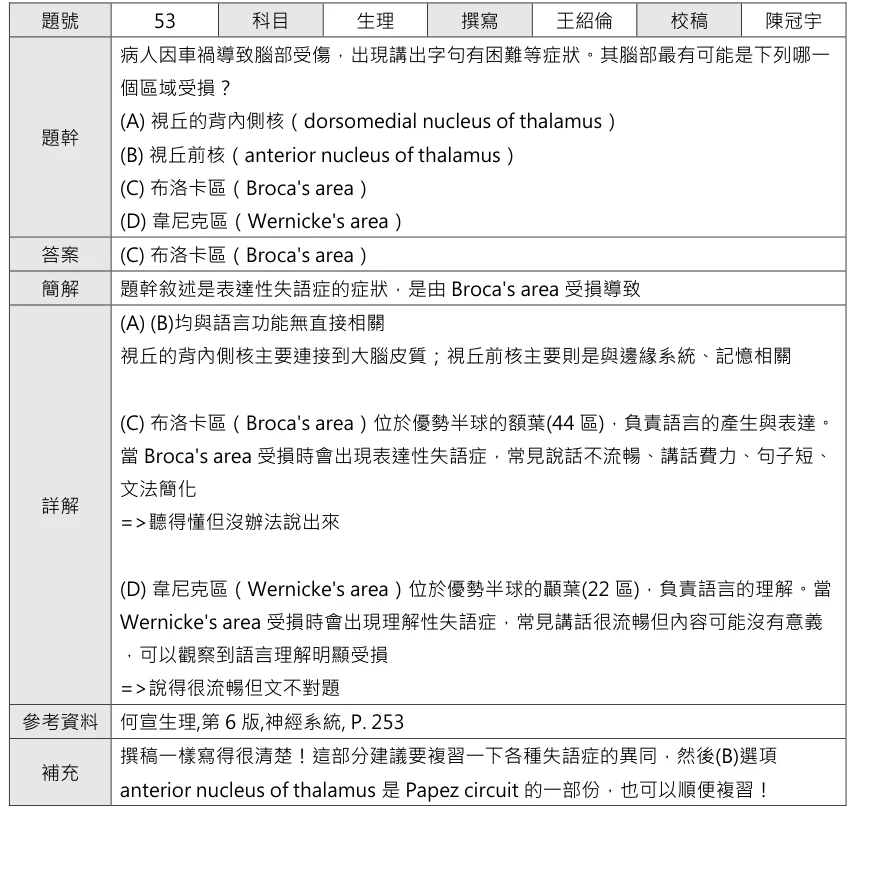 題號 53 科目 生理 撰寫 王紹倫 校稿 陳冠宇
題幹
病人因車禍導致腦部受傷，出現講出字句有困難等症狀。其腦部最有可能是下列哪一
個區域受損？
(A) 視丘的背內側核（dorsomedial nucleus of thalamus）
(B) 視丘前核（anterior nucleus of thalamus）
(C) 布洛卡區（Broca's area）
(D) 韋尼克區（Wernicke's area）
答案 (C) 布洛卡區（Broca's area）
簡解 題幹敘述是表達性失語症的症狀，是由 Broca's area 受損導致
詳解
(A) (B)均與語言功能無直接相關
視丘的背內側核主要連接到大腦皮質；視丘前核主要則是與邊緣系統、記憶相關
(C) 布洛卡區（Broca's area）位於優勢半球的額葉(44 區)，負責語言的產生與表達。
當 Broca's area 受損時會出現表達性失語症，常見說話不流暢、講話費力、句子短、
文法簡化
=>聽得懂但沒辦法說出來
(D) 韋尼克區（Wernicke's area）位於優勢半球的顳葉(22 區)，負責語言的理解。當
Wernicke's area 受損時會出現理解性失語症，常見講話很流暢但內容可能沒有意義
，可以觀察到語言理解明顯受損
=>說得很流暢但文不對題
參考資料 何宣生理,第 6 版,神經系統, P. 253
補充
撰稿一樣寫得很清楚！這部分建議要複習一下各種失語症的異同，然後(B)選項
anterior nucleus of thalamus 是 Papez circuit 的一部份，也可以順便複習！